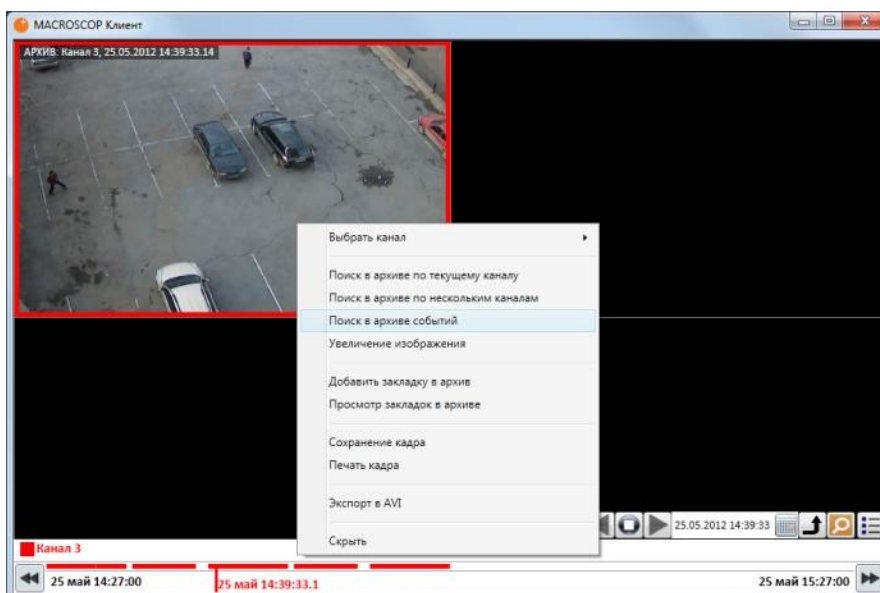 MACROSCOP Клиент
АРХИВ: Канал 3, 25.05.2012 14:39:33.14
Выбрать канал
Поиск в архиве по текущему каналу
Поиск в архиве по нескольким каналам
Поиск в архиве событий
Увеличение изображения
Добавить закладку в архив
Просмотр закладок в архиве
Сохранение кадра
Печать кадра
Экспорт в AVI
Скрыть
25.05.2012 14:39:33
Канал 3
25 май 14:27:00
25 май 14:39:33.1
25 май 15:27:00